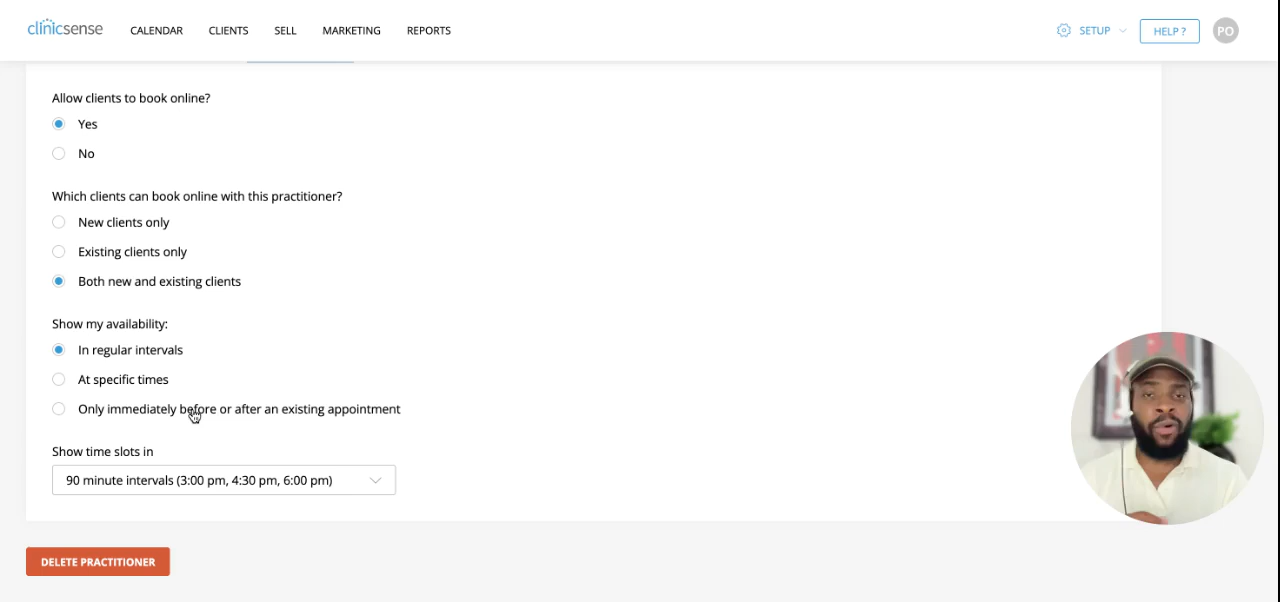 clinicsense
CALENDAR
CLIENTS
SELL
MARKETING
REPORTS
SETUP
HELP ?
PO
Allow clients to book online?
Yes
No
Which clients can book online with this practitioner?
New clients only
Existing clients only
Both new and existing clients
Show my availability:
In regular intervals
At specific times
Only immediately before or after an existing appointment
Show time slots in
90 minute intervals (3:00 pm, 4:30 pm, 6:00 pm)
DELETE PRACTITIONER